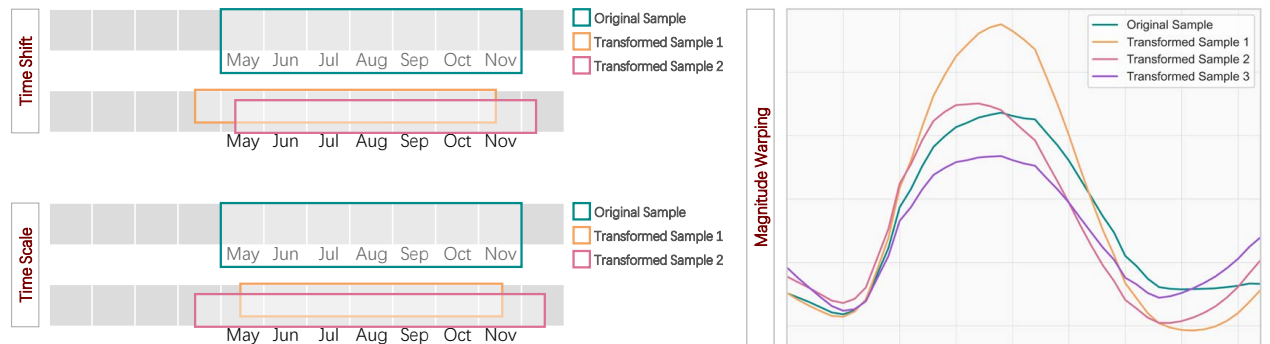 Time Shift
May Jun Jul Aug Sep Oct Nov
Original Sample
Transformed Sample 1
Transformed Sample 2
May Jun Jul Aug Sep Oct Nov
Time Scale
May Jun Jul Aug Sep Oct Nov
Original Sample
Transformed Sample 1
Transformed Sample 2
May Jun Jul Aug Sep Oct Nov
Magnitude Warping
Original Sample
Transformed Sample 1
Transformed Sample 2
Transformed Sample 3